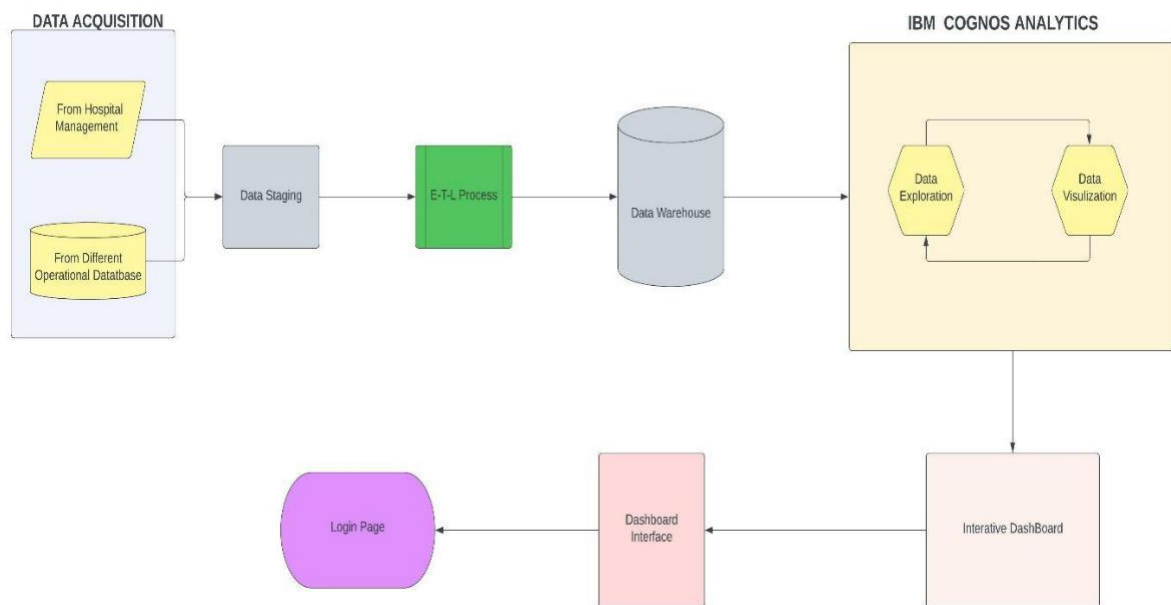 DATA ACQUISITION
IBM COGNOS ANALYTICS
From Hospital
Management
From Different
Operational Datatbase
Data Staging
E-T-L Process
Data Warehouse
Data
Exploration
Data
Visulization
Login Page
Dashboard
Interface
Interative DashBoard